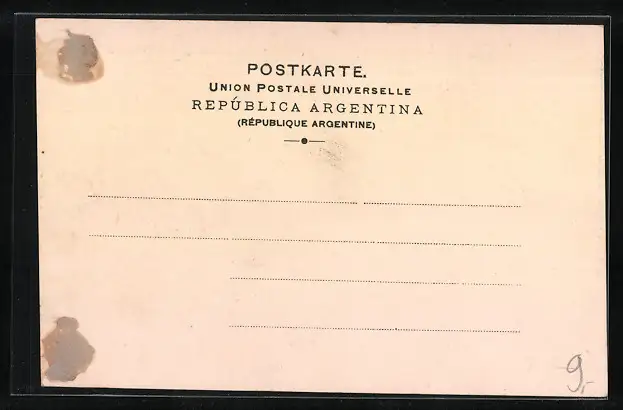 POSTKARTE.
UNION POSTALE UNIVERSELLE
REPÚBLICA ARGENTINA
(RÉPUBLIQUE ARGENTINE)
9,-